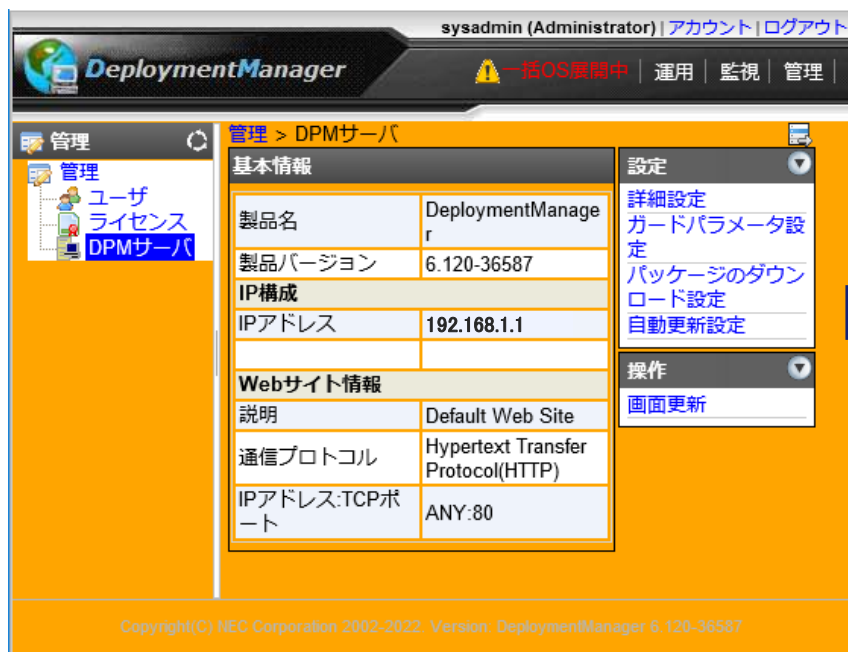 sysadmin (Administrator) | アカウント | ログアウト
DeploymentManager
一括OS展開中 | 運用 | 監視 | 管理 |
管理
管理
ユーザ
ライセンス
DPMサーバ
管理 > DPMサーバ
基本情報
製品名
DeploymentManage
r
製品バージョン
6.120-36587
IP構成
IPアドレス
192.168.1.1
Webサイト情報
説明
Default Web Site
通信プロトコル
Hypertext Transfer
Protocol(HTTP)
IPアドレス:TCPポ
ート
ANY:80
設定
詳細設定
ガードパラメータ設
定
パッケージのダウン
ロード設定
自動更新設定
操作
画面更新
Copyright(C) NEC Corporation 2002-2022. Version: DeploymentManager 6.120-36587